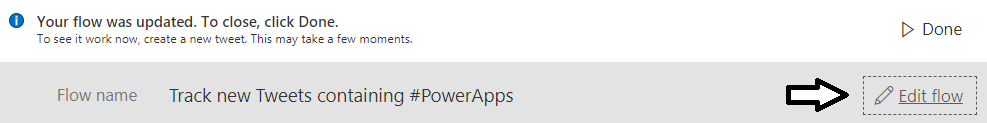 Your flow was updated. To close, click Done.
To see it work now, create a new tweet. This may take a few moments.
Done
Flow name
Track new Tweets containing #PowerApps
Edit flow